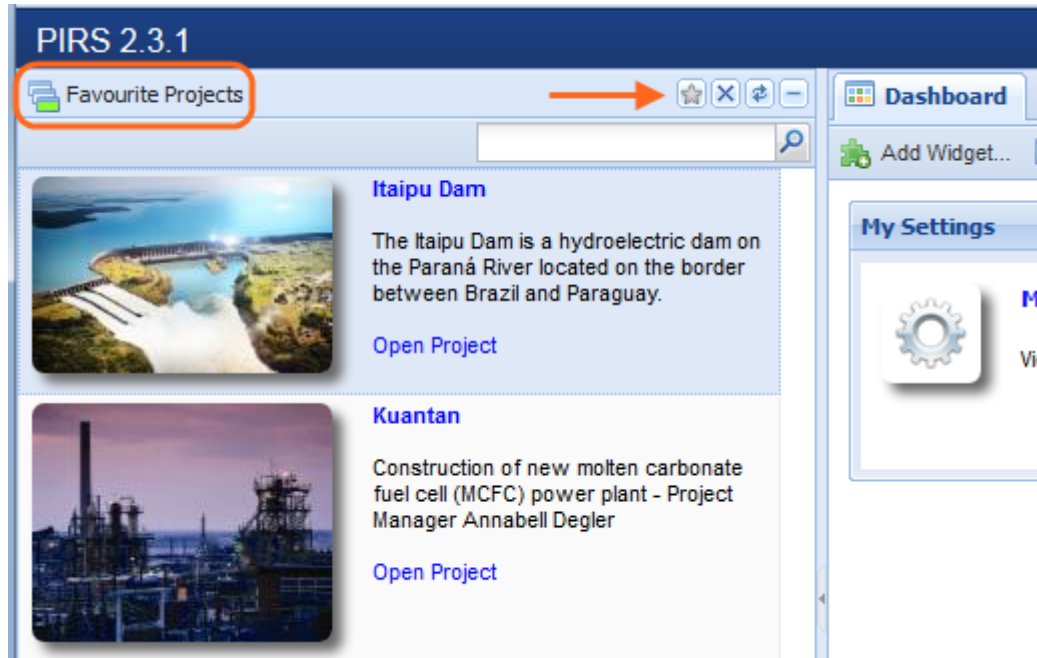 PIRS 2.3.1
Favourite Projects
Dashboard
Add Widget...
Itaipu Dam
The Itaipu Dam is a hydroelectric dam on
the Paraná River located on the border
between Brazil and Paraguay.
Open Project
Kuantan
Construction of new molten carbonate
fuel cell (MCFC) power plant - Project
Manager Annabell Degler
Open Project
My Settings